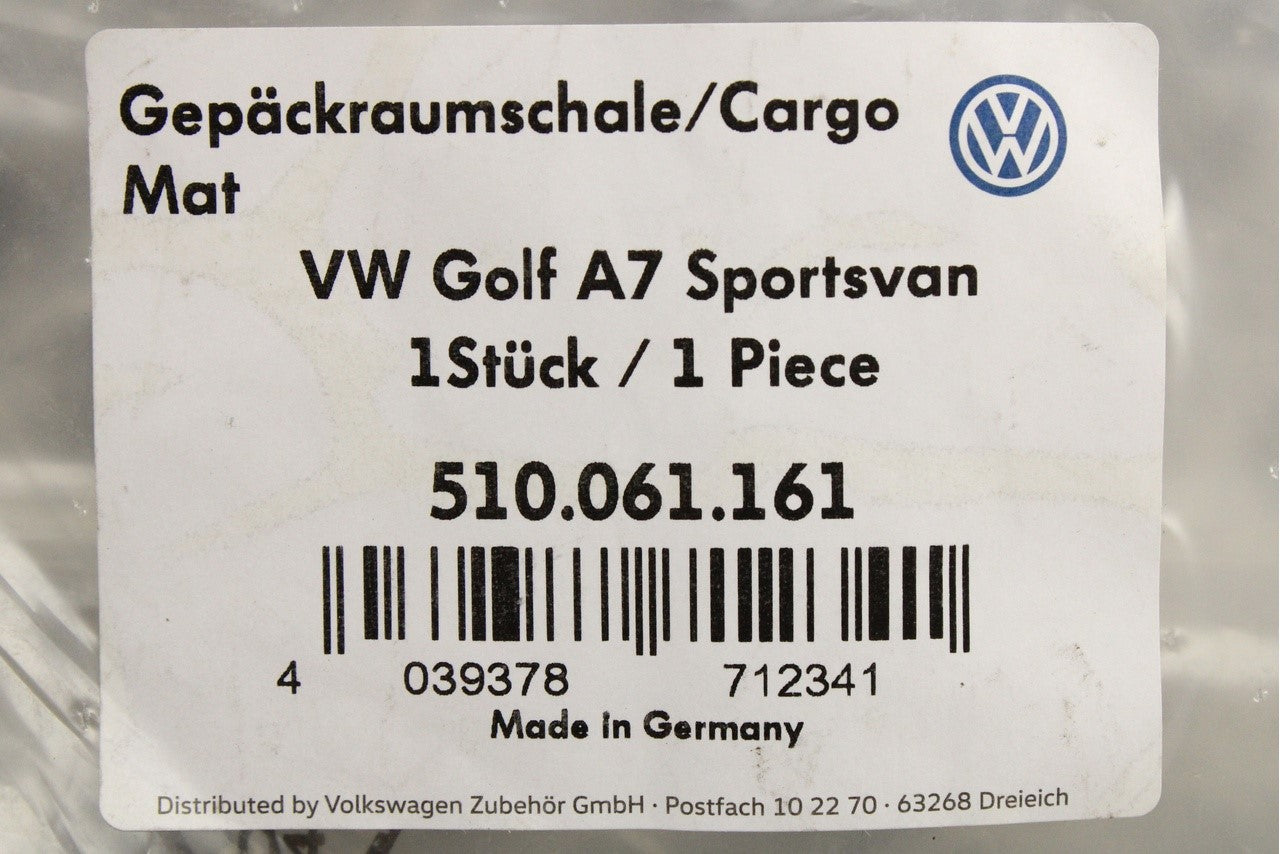 Gepäckraumschale/Cargo
Mat
VW Golf A7 Sportsvan
1Stück / 1 Piece
510.061.161
4 039378 712341
Made in Germany
Distributed by Volkswagen Zubehör GmbH · Postfach 10 22 70 · 63268 Dreieich